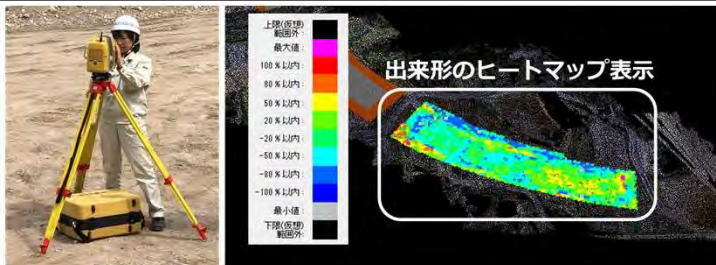 上限(仮想)
範囲外:
最大値:
100 % 以内:
80 % 以内:
50 % 以内:
20 % 以内:
-20 % 以内:
-50 % 以内:
-80 % 以内:
-100 % 以内:
最小値:
下限(仮想)
範囲外:
出来形のヒートマップ表示